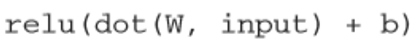 relu(dot(W, input) + b)